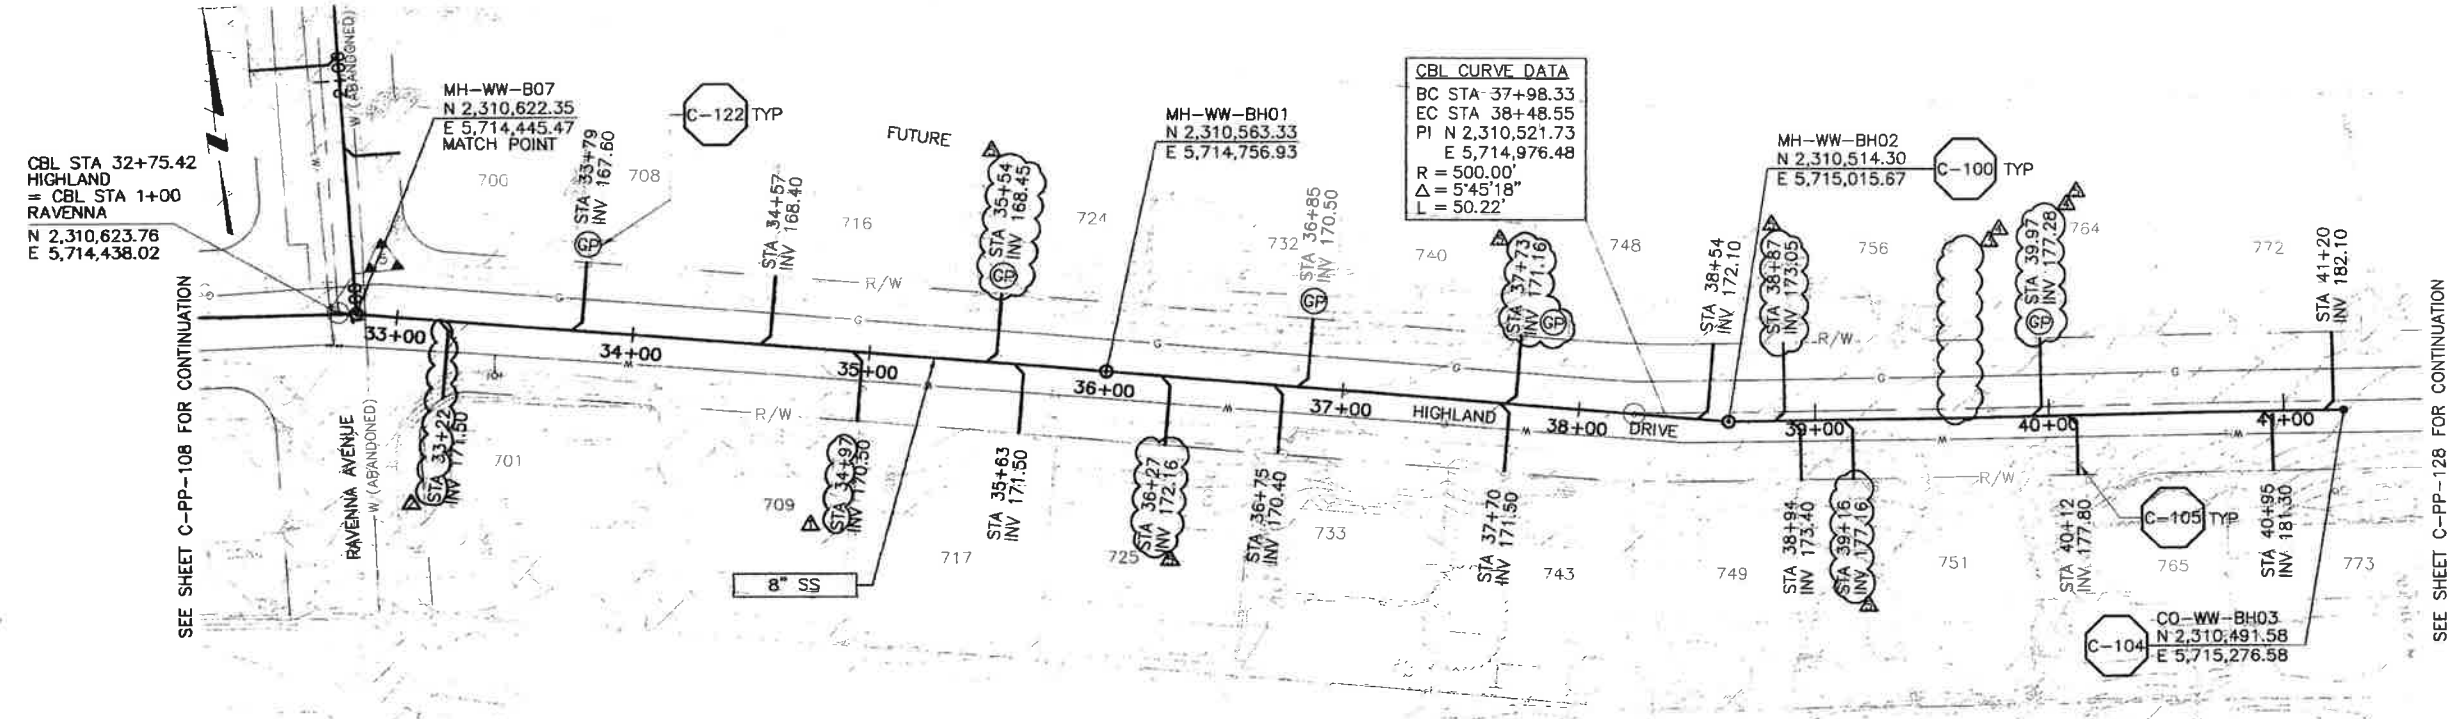 CBL STA 32+75.42
HIGHLAND
= CBL STA 1+00
RAVENNA
N 2,310,623.76
E 5,714,438.02
SEE SHEET C-PP-108 FOR CONTINUATION
W (ABANDONED)
2+00
1+00
MH-WW-B07
N 2,310,622.35
E 5,714,445.47
MATCH POINT
C-122 TYP
FUTURE
MH-WW-BH01
N 2,310,563.33
E 5,714,756.93
CBL CURVE DATA
BC STA 37+98.33
EC STA 38+48.55
PI N 2,310,521.73
E 5,714,976.48
R = 500.00'
Δ = 5°45'18"
L = 50.22'
MH-WW-BH02
N 2,310,514.30
E 5,715,015.67
C-100 TYP
700
708
716
724
732
740
748
756
764
772
STA 33+79
INV 167.60
GP
STA 34+57
INV 168.40
STA 35+54
INV 168.45
GP
STA 36+85
INV 170.50
GP
STA 37+73
INV 171.16
GP
STA 38+54
INV 172.10
STA 38+87
INV 173.05
STA 39.97
INV 177.28
GP
STA 41+20
INV 182.10
R/W
R/W
G
G
G
G
G
G
33+00
34+00
35+00
36+00
37+00
HIGHLAND
38+00
DRIVE
39+00
40+00
41+00
R/W
R/W
W
W
W
W
RAVENNA AVENUE
W (ABANDONED)
STA 33+22
INV 171.50
STA 34+97
INV 170.50
STA 35+63
INV 171.50
STA 36+27
INV 172.16
STA 36+75
INV 170.40
STA 37+70
INV 171.50
STA 38+94
INV 173.40
STA 39+16
INV 177.16
STA 40+12
INV 177.80
STA 40+95
INV 181.30
701
709
717
725
733
743
749
751
765
773
8" SS
C-105 TYP
C-104
CO-WW-BH03
N 2,310,491.58
E 5,715,276.58
SEE SHEET C-PP-128 FOR CONTINUATION